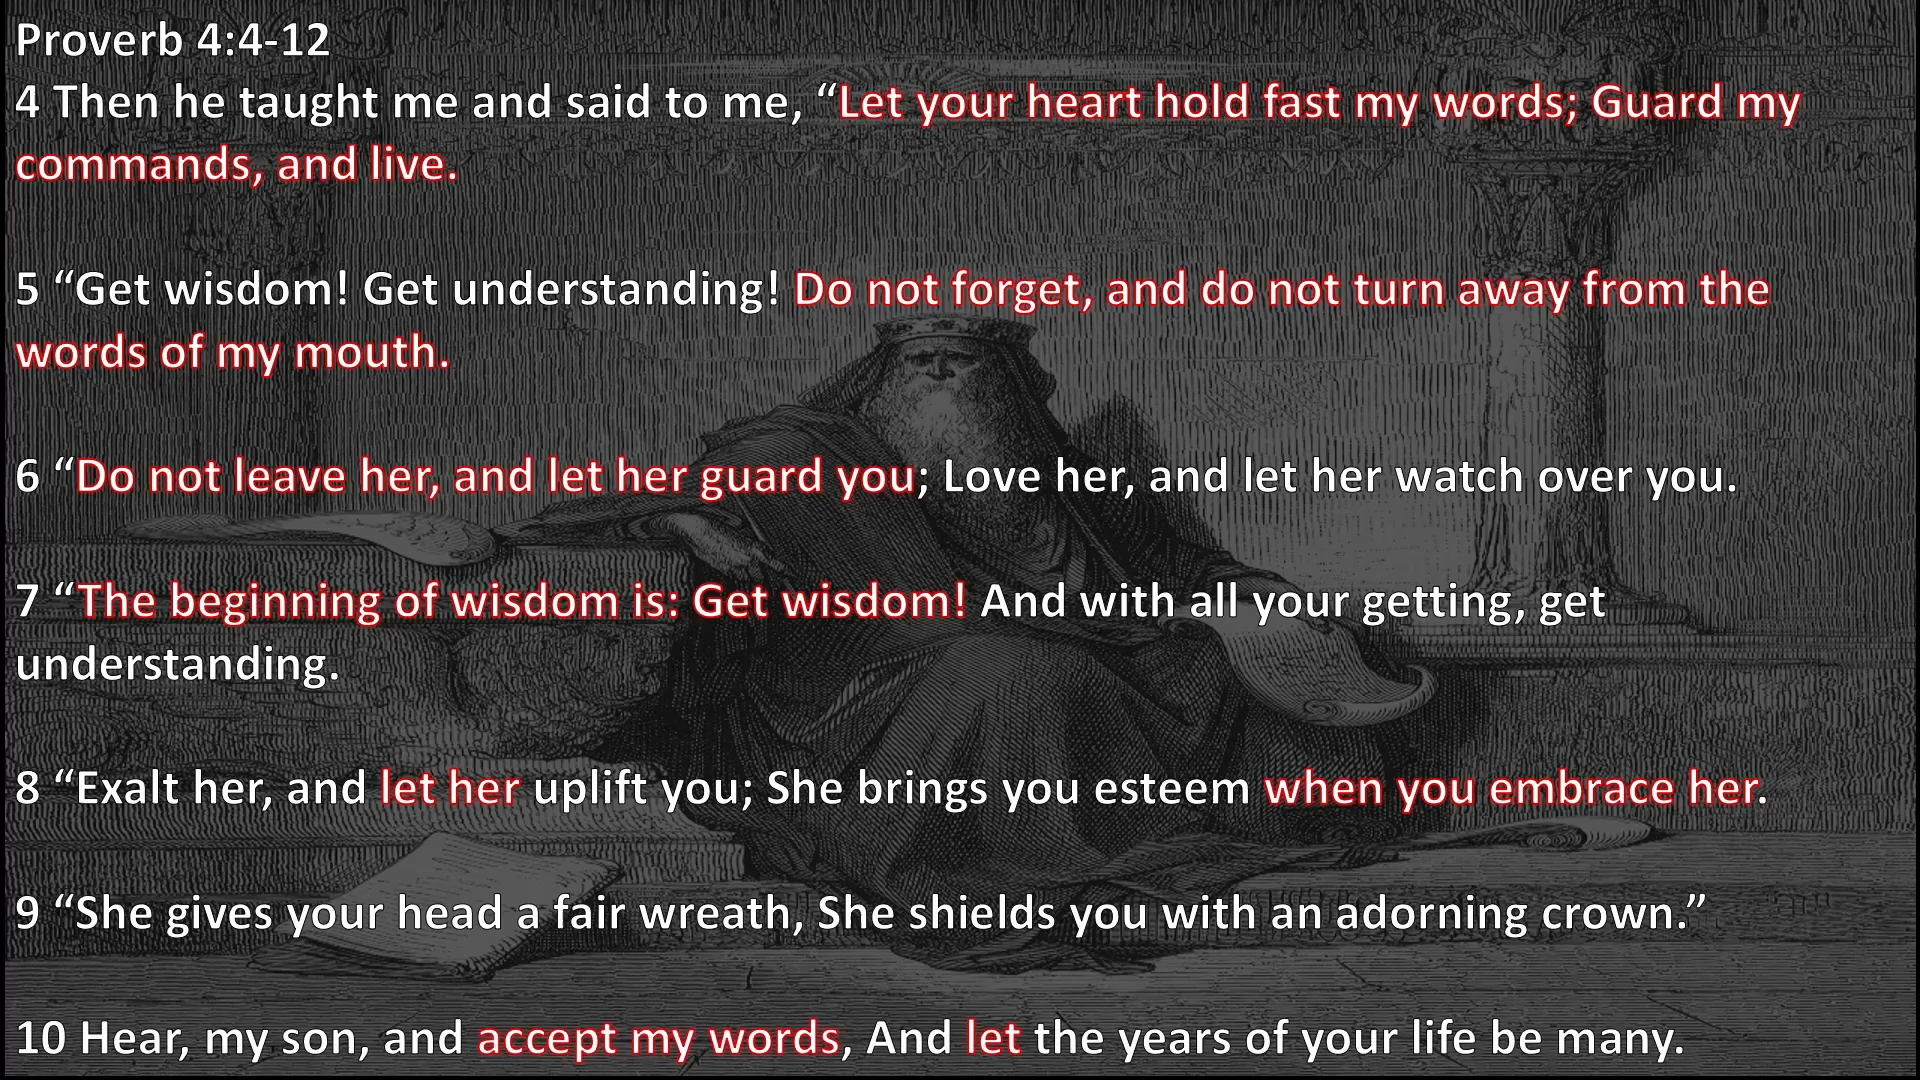 Proverb 4:4-12
4 Then he taught me and said to me, “Let your heart hold fast my words; Guard my
commands, and live.
5 “Get wisdom! Get understanding! Do not forget, and do not turn away from the
words of my mouth.
6 “Do not leave her, and let her guard you; Love her, and let her watch over you.
7 “The beginning of wisdom is: Get wisdom! And with all your getting, get
understanding.
8 “Exalt her, and let her uplift you; She brings you esteem when you embrace her.
9 “She gives your head a fair wreath, She shields you with an adorning crown.”
10 Hear, my son, and accept my words, And let the years of your life be many.